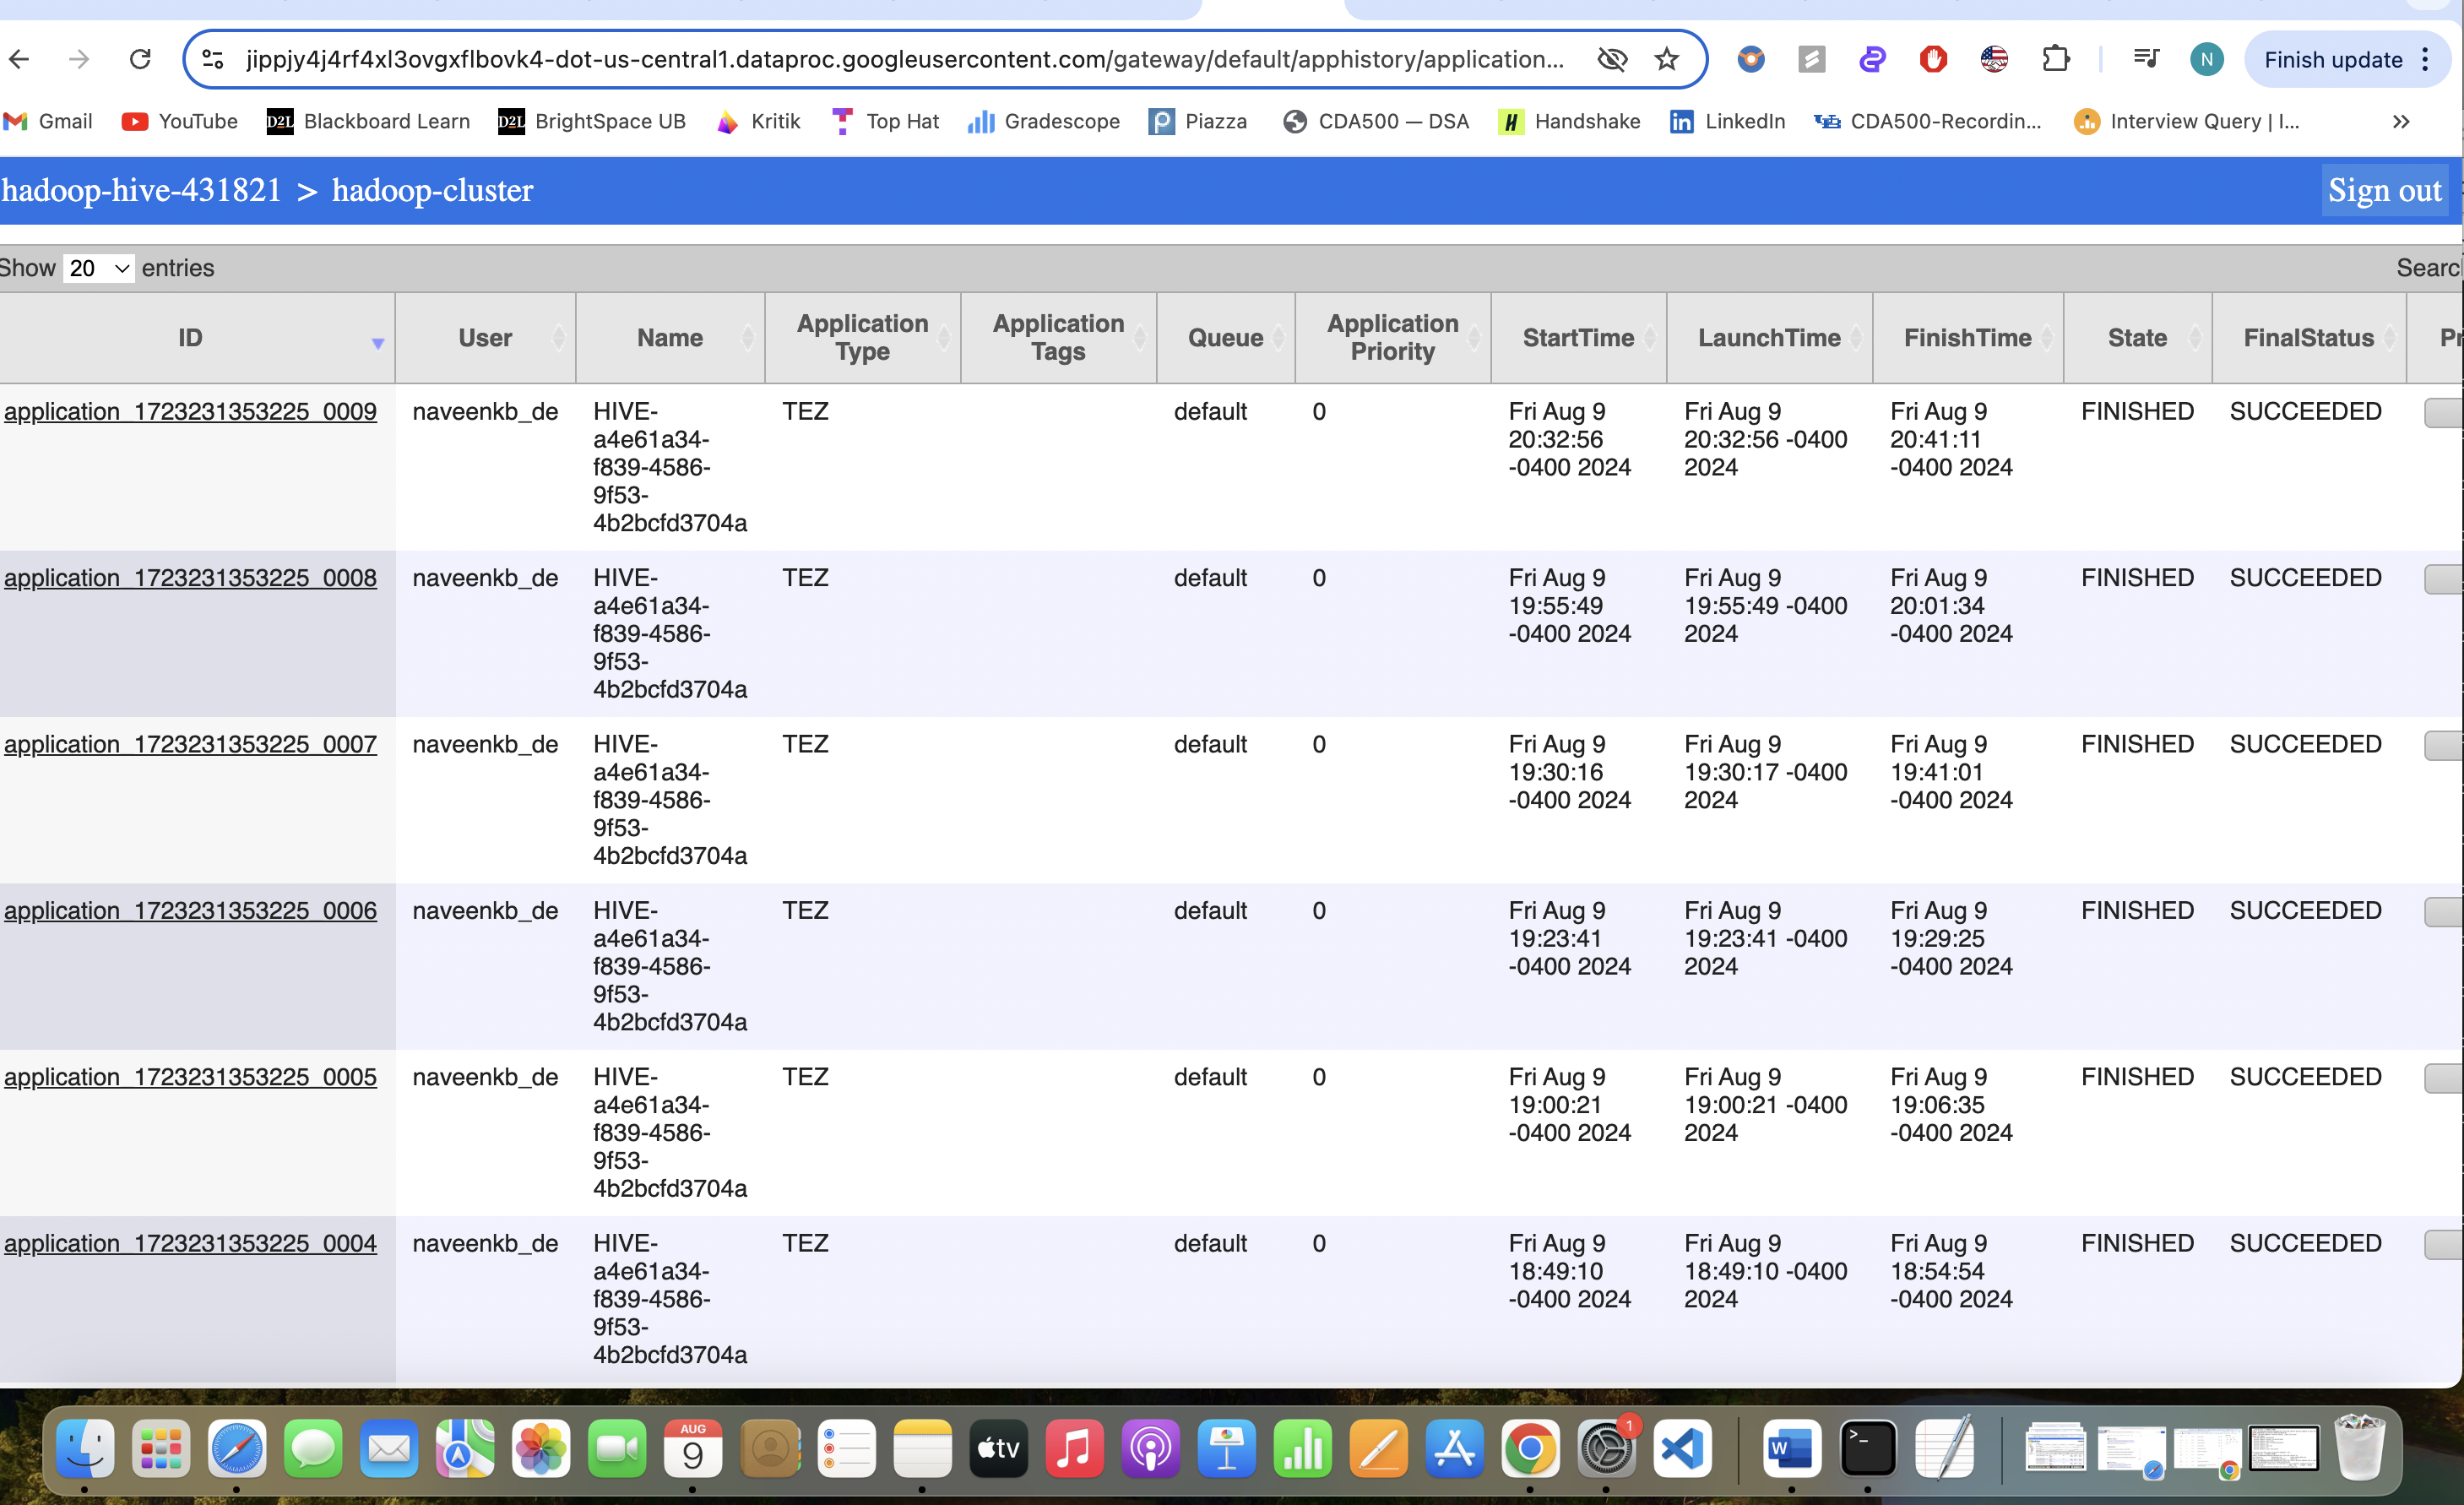 jippjy4j4rf4xl3ovgxflbovk4-dot-us-central1.dataproc.googleusercontent.com/gateway/default/apphistory/application...
N
Finish update
Gmail
YouTube
D2L Blackboard Learn
D2L BrightSpace UB
Kritik
Top Hat
Gradescope
Piazza
CDA500 — DSA
Handshake
LinkedIn
CDA500-Recordin...
Interview Query | I...
hadoop-hive-431821 > hadoop-cluster
Sign out
Show 20 entries
Searc
ID
User
Name
Application
Type
Application
Tags
Queue
Application
Priority
StartTime
LaunchTime
FinishTime
State
FinalStatus
application_1723231353225_0009
naveenkb_de
HIVE-
a4e61a34-
f839-4586-
9f53-
4b2bcfd3704a
TEZ
default
0
Fri Aug 9
20:32:56
-0400 2024
Fri Aug 9
20:32:56 -0400
2024
Fri Aug 9
20:41:11
-0400 2024
FINISHED
SUCCEEDED
application_1723231353225_0008
naveenkb_de
HIVE-
a4e61a34-
f839-4586-
9f53-
4b2bcfd3704a
TEZ
default
0
Fri Aug 9
19:55:49
-0400 2024
Fri Aug 9
19:55:49 -0400
2024
Fri Aug 9
20:01:34
-0400 2024
FINISHED
SUCCEEDED
application_1723231353225_0007
naveenkb_de
HIVE-
a4e61a34-
f839-4586-
9f53-
4b2bcfd3704a
TEZ
default
0
Fri Aug 9
19:30:16
-0400 2024
Fri Aug 9
19:30:17 -0400
2024
Fri Aug 9
19:41:01
-0400 2024
FINISHED
SUCCEEDED
application_1723231353225_0006
naveenkb_de
HIVE-
a4e61a34-
f839-4586-
9f53-
4b2bcfd3704a
TEZ
default
0
Fri Aug 9
19:23:41
-0400 2024
Fri Aug 9
19:23:41 -0400
2024
Fri Aug 9
19:29:25
-0400 2024
FINISHED
SUCCEEDED
application_1723231353225_0005
naveenkb_de
HIVE-
a4e61a34-
f839-4586-
9f53-
4b2bcfd3704a
TEZ
default
0
Fri Aug 9
19:00:21
-0400 2024
Fri Aug 9
19:00:21 -0400
2024
Fri Aug 9
19:06:35
-0400 2024
FINISHED
SUCCEEDED
application_1723231353225_0004
naveenkb_de
HIVE-
a4e61a34-
f839-4586-
9f53-
4b2bcfd3704a
TEZ
default
0
Fri Aug 9
18:49:10
-0400 2024
Fri Aug 9
18:49:10 -0400
2024
Fri Aug 9
18:54:54
-0400 2024
FINISHED
SUCCEEDED
AUG
9
tv
1
W